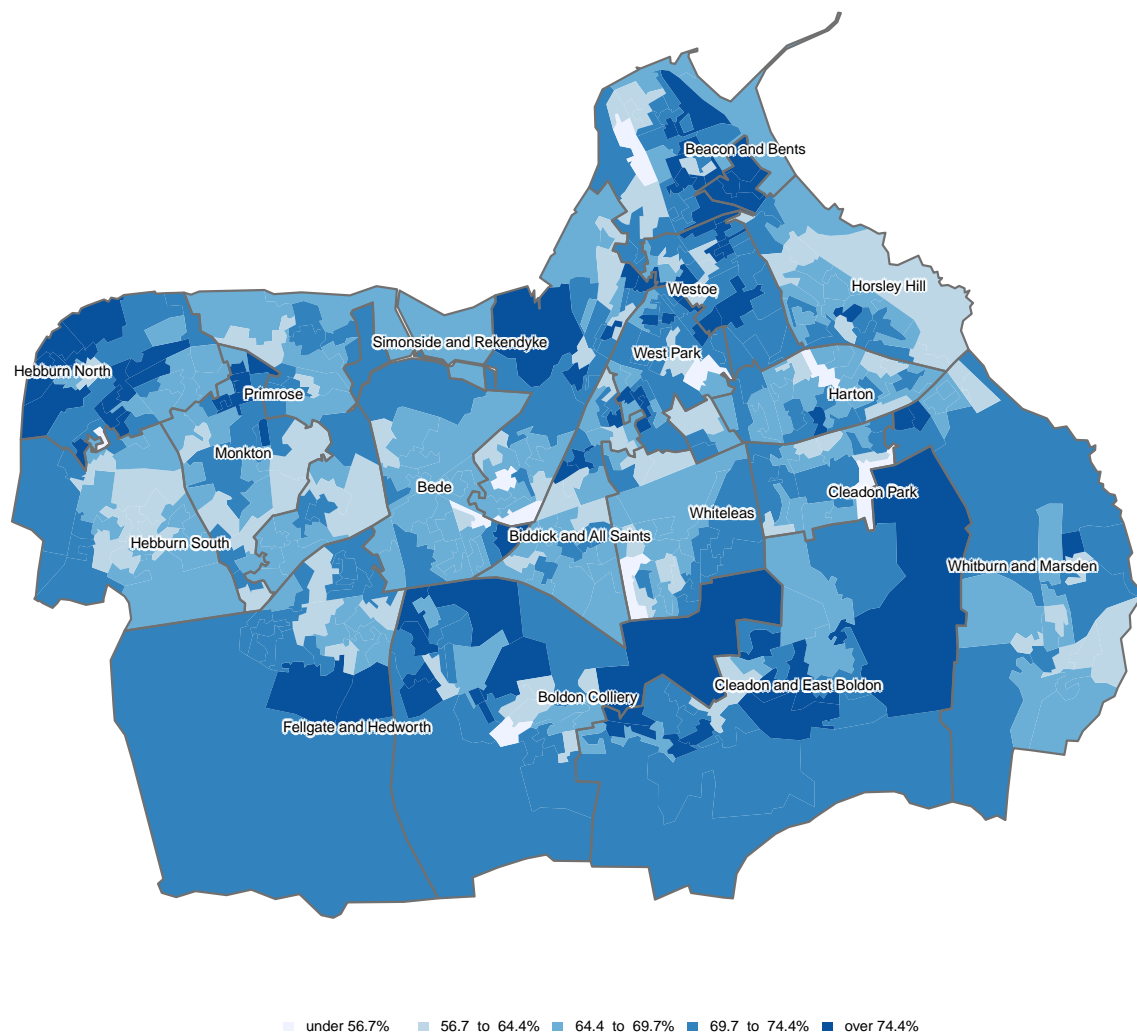 Beacon and Bents
Horsley Hill
Westoe
Simonside and Rekendyke
West Park
Hebburn North
Primrose
Harton
Monkton
Bede
Cleadon Park
Whiteleas
Hebburn South
Biddick and All Saints
Whitburn and Marsden
Cleadon and East Boldon
Boldon Colliery
Fellgate and Hedworth
under 56.7% 56.7 to 64.4% 64.4 to 69.7% 69.7 to 74.4% over 74.4%